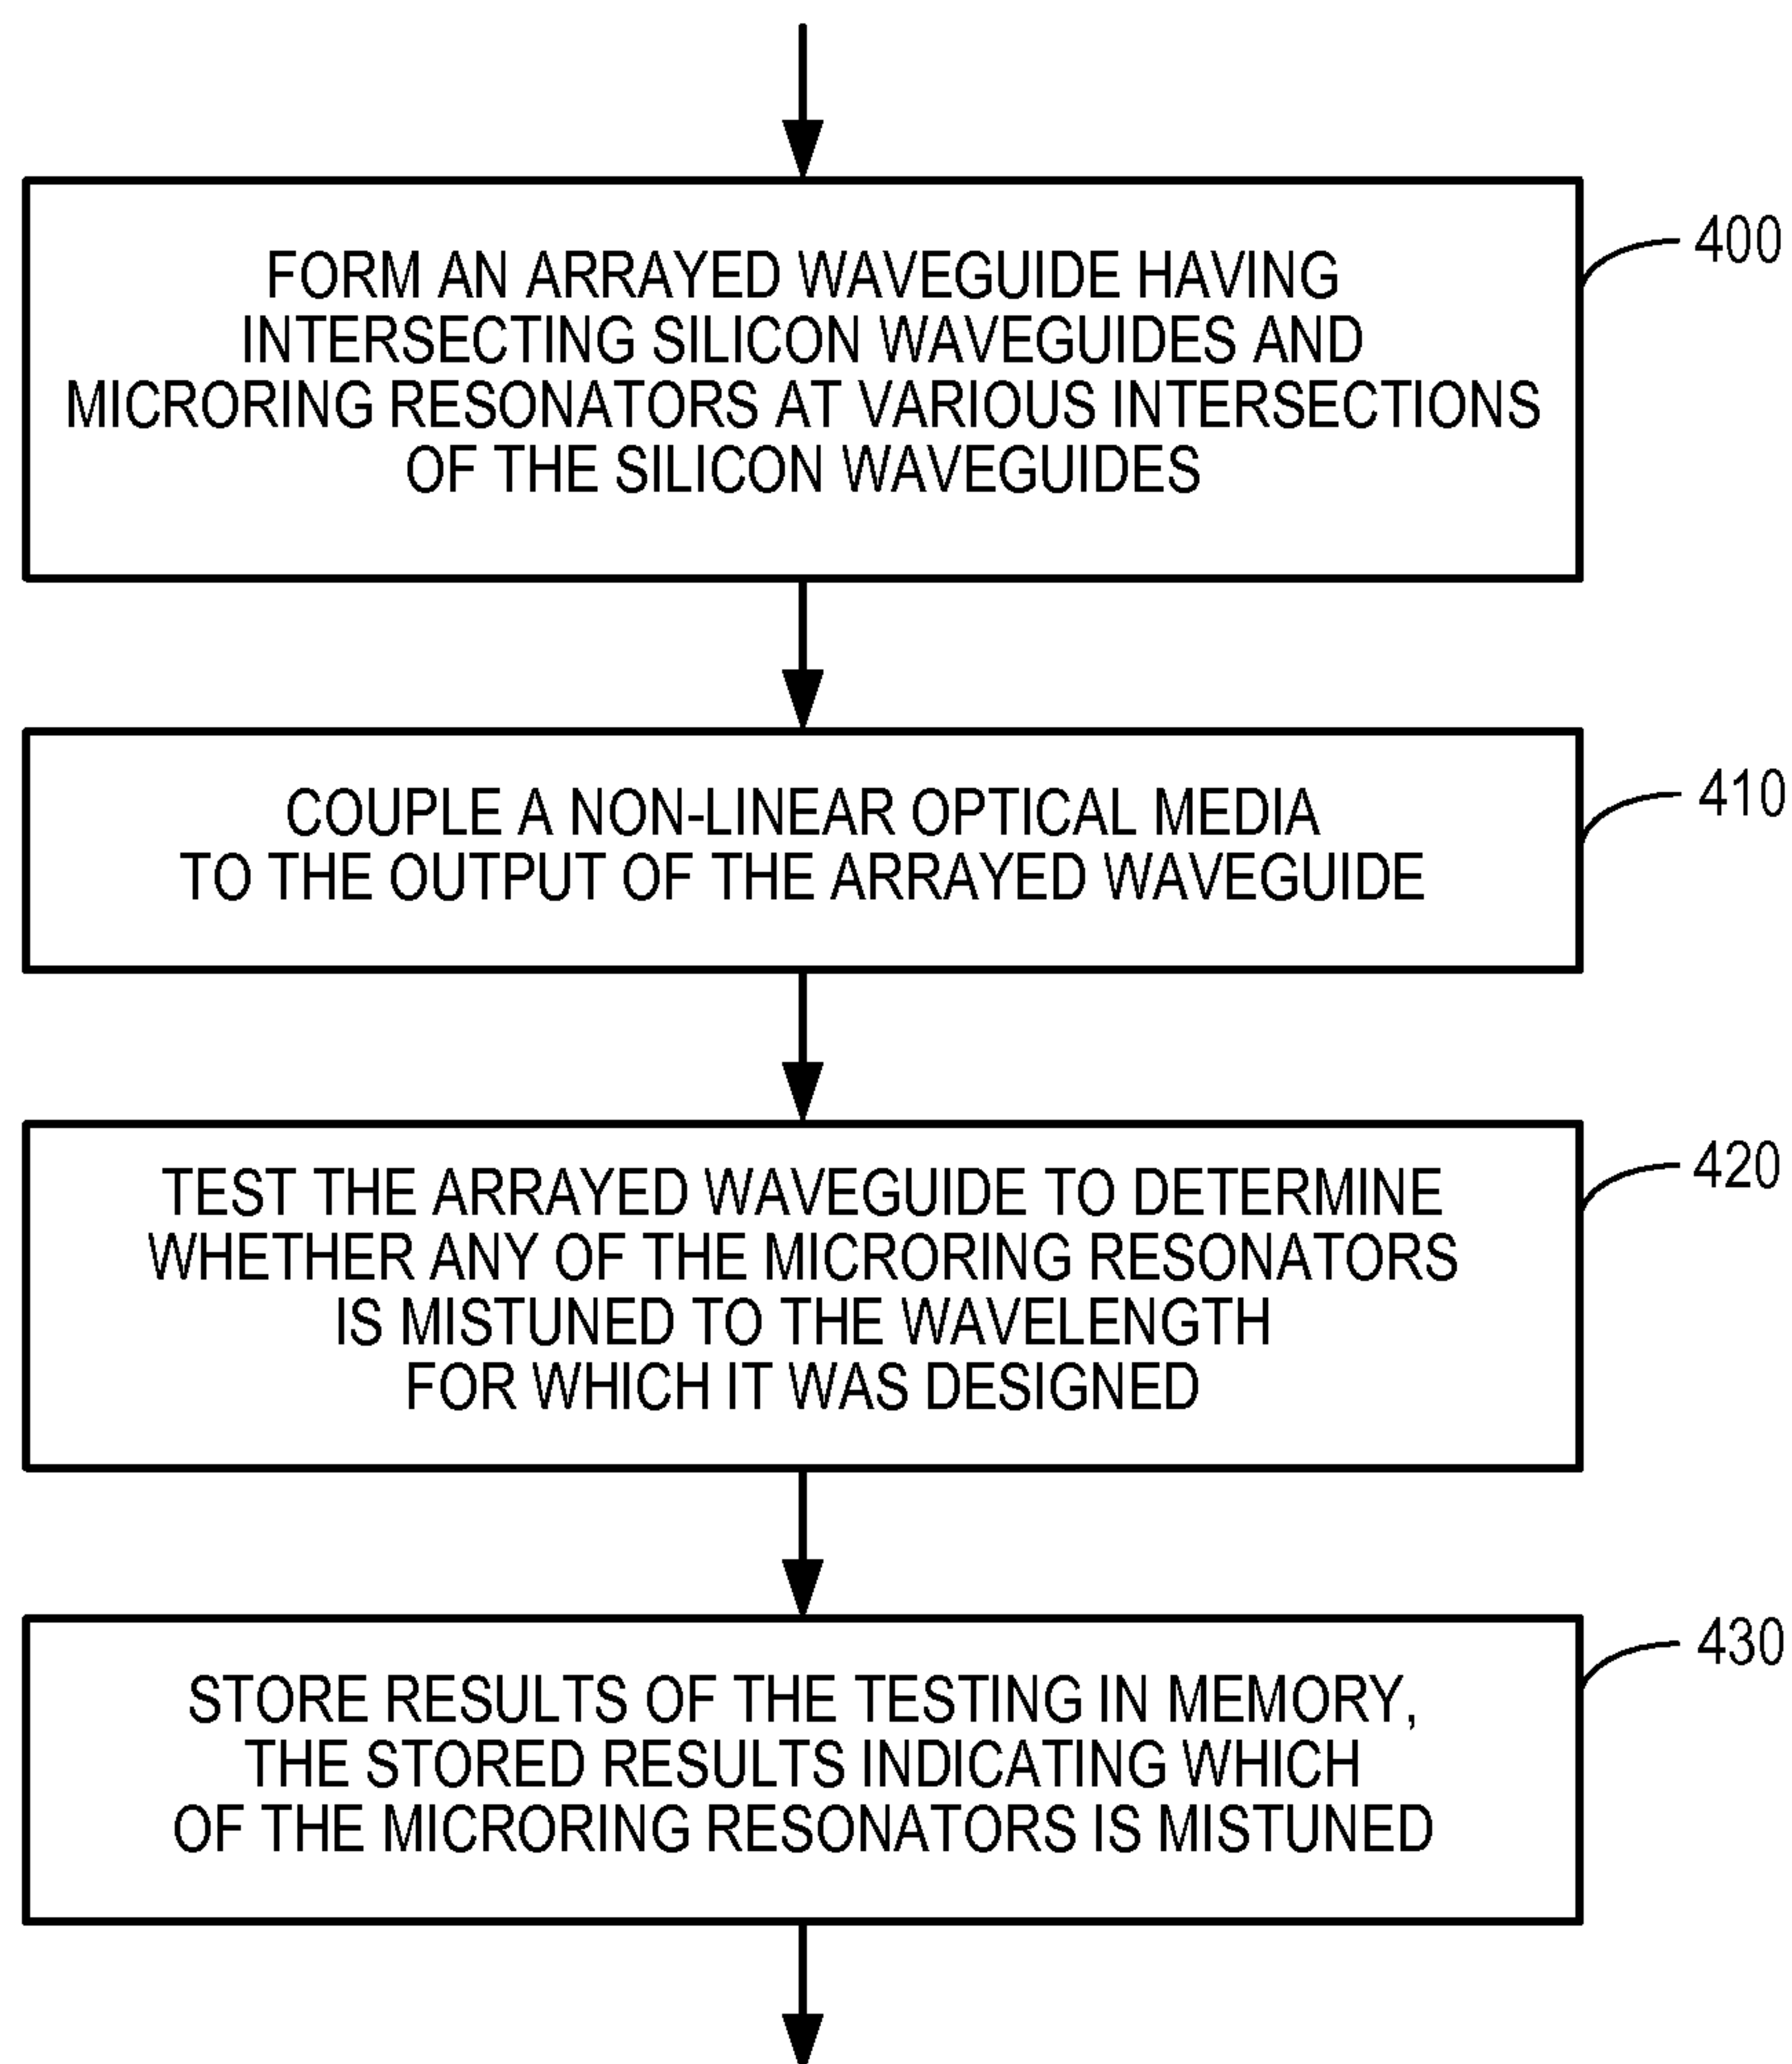 FORM AN ARRAYED WAVEGUIDE HAVING
INTERSECTING SILICON WAVEGUIDES AND
MICRORING RESONATORS AT VARIOUS INTERSECTIONS
OF THE SILICON WAVEGUIDES
400
COUPLE A NON-LINEAR OPTICAL MEDIA
TO THE OUTPUT OF THE ARRAYED WAVEGUIDE
410
TEST THE ARRAYED WAVEGUIDE TO DETERMINE
WHETHER ANY OF THE MICRORING RESONATORS
IS MISTUNED TO THE WAVELENGTH
FOR WHICH IT WAS DESIGNED
420
STORE RESULTS OF THE TESTING IN MEMORY,
THE STORED RESULTS INDICATING WHICH
OF THE MICRORING RESONATORS IS MISTUNED
430